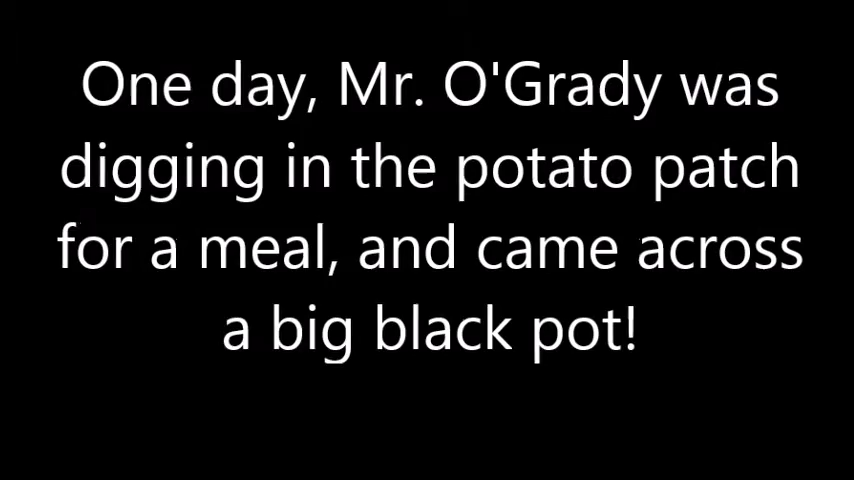 One day, Mr. O'Grady was
digging in the potato patch
for a meal, and came across
a big black pot!